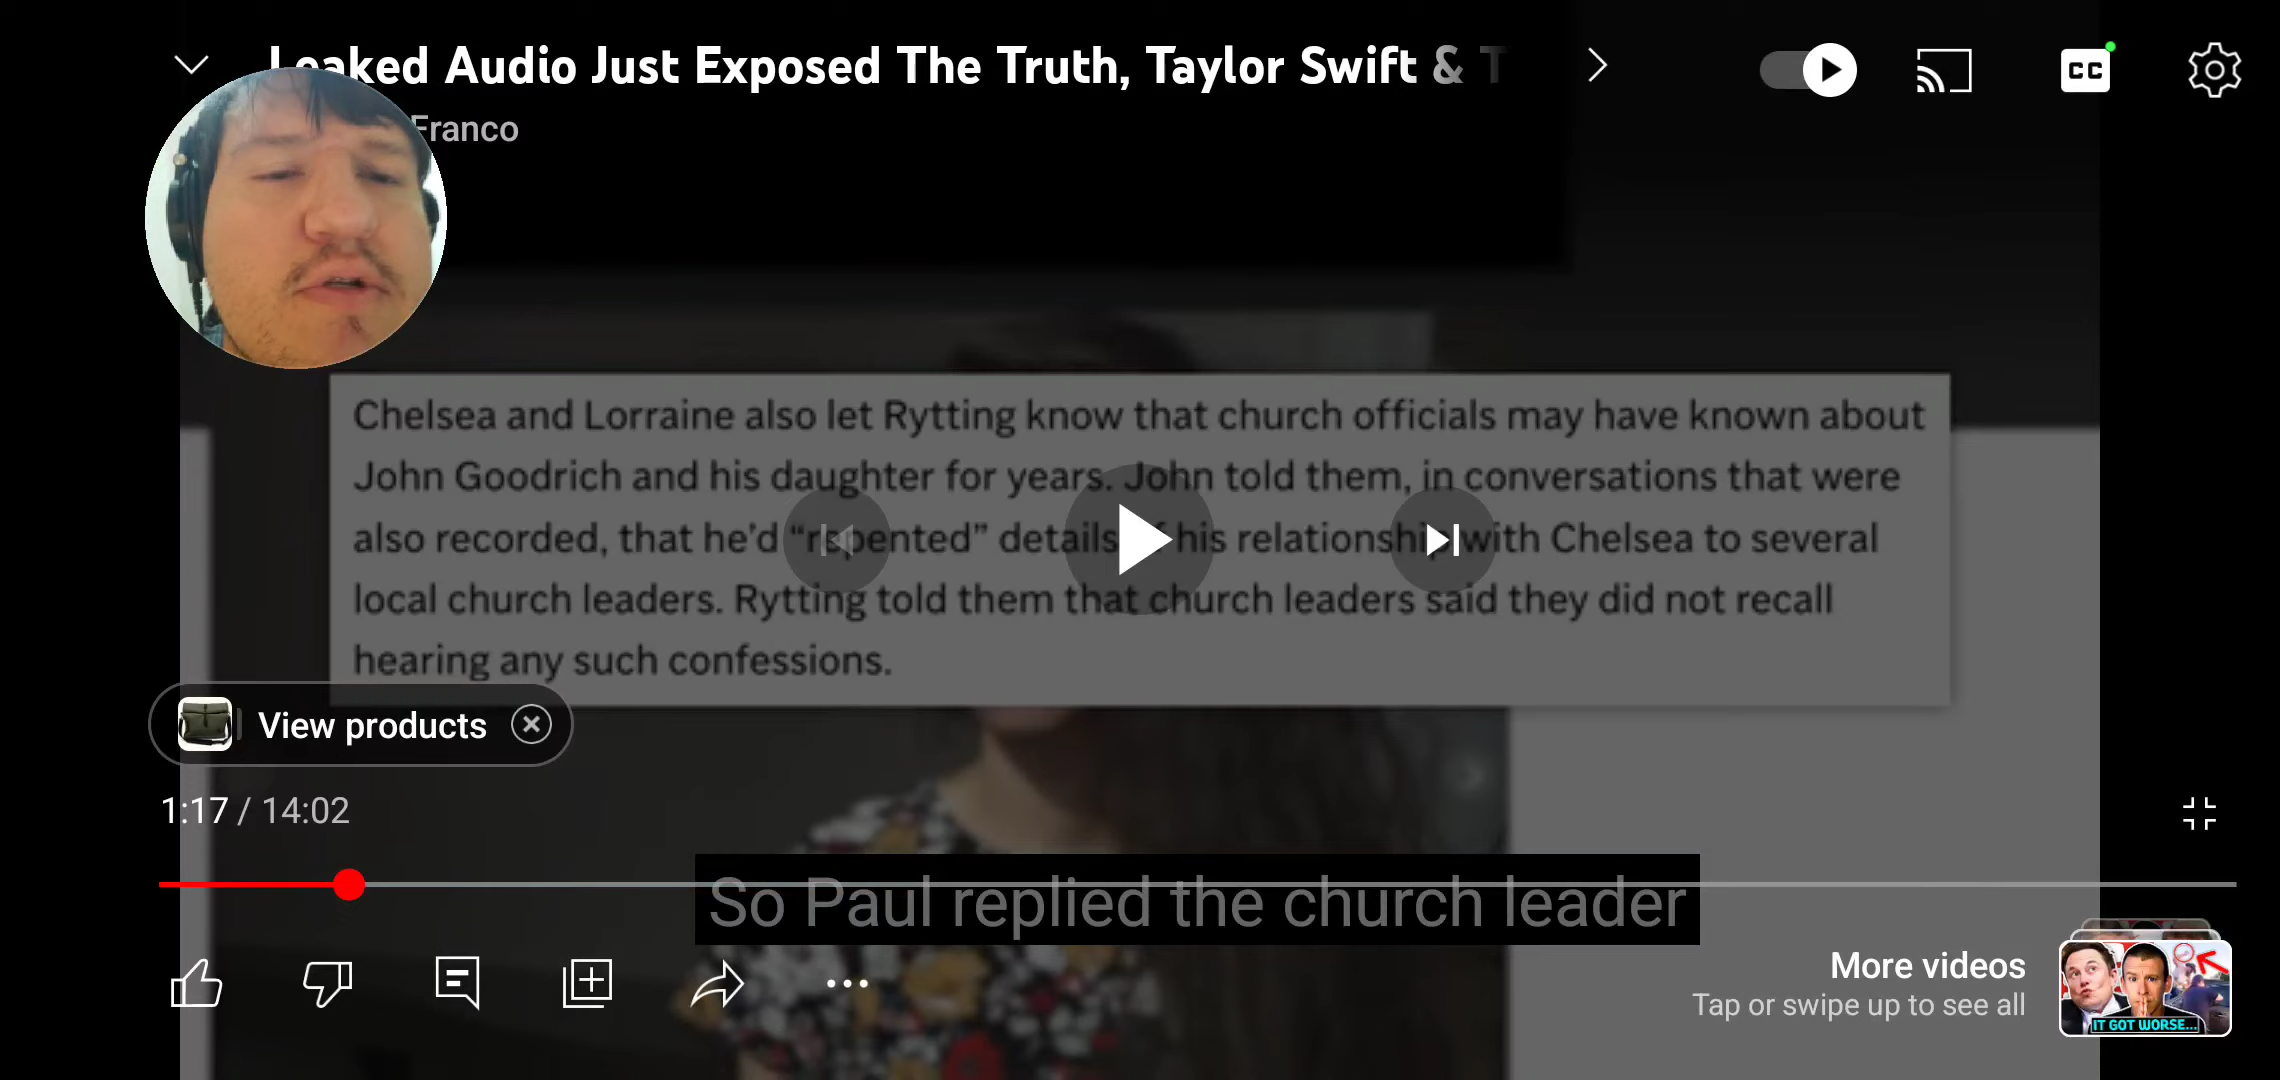 Leaked Audio Just Exposed The Truth, Taylor Swift & T
Franco
CC
Chelsea and Lorraine also let Rytting know that church officials may have known about
John Goodrich and his daughter for years. John told them, in conversations that were
also recorded, that he’d “repented” details of his relationship with Chelsea to several
local church leaders. Rytting told them that church leaders said they did not recall
hearing any such confessions.
View products
1:17 / 14:02
So Paul replied the church leader
More videos
Tap or swipe up to see all
IT GOT WORSE...